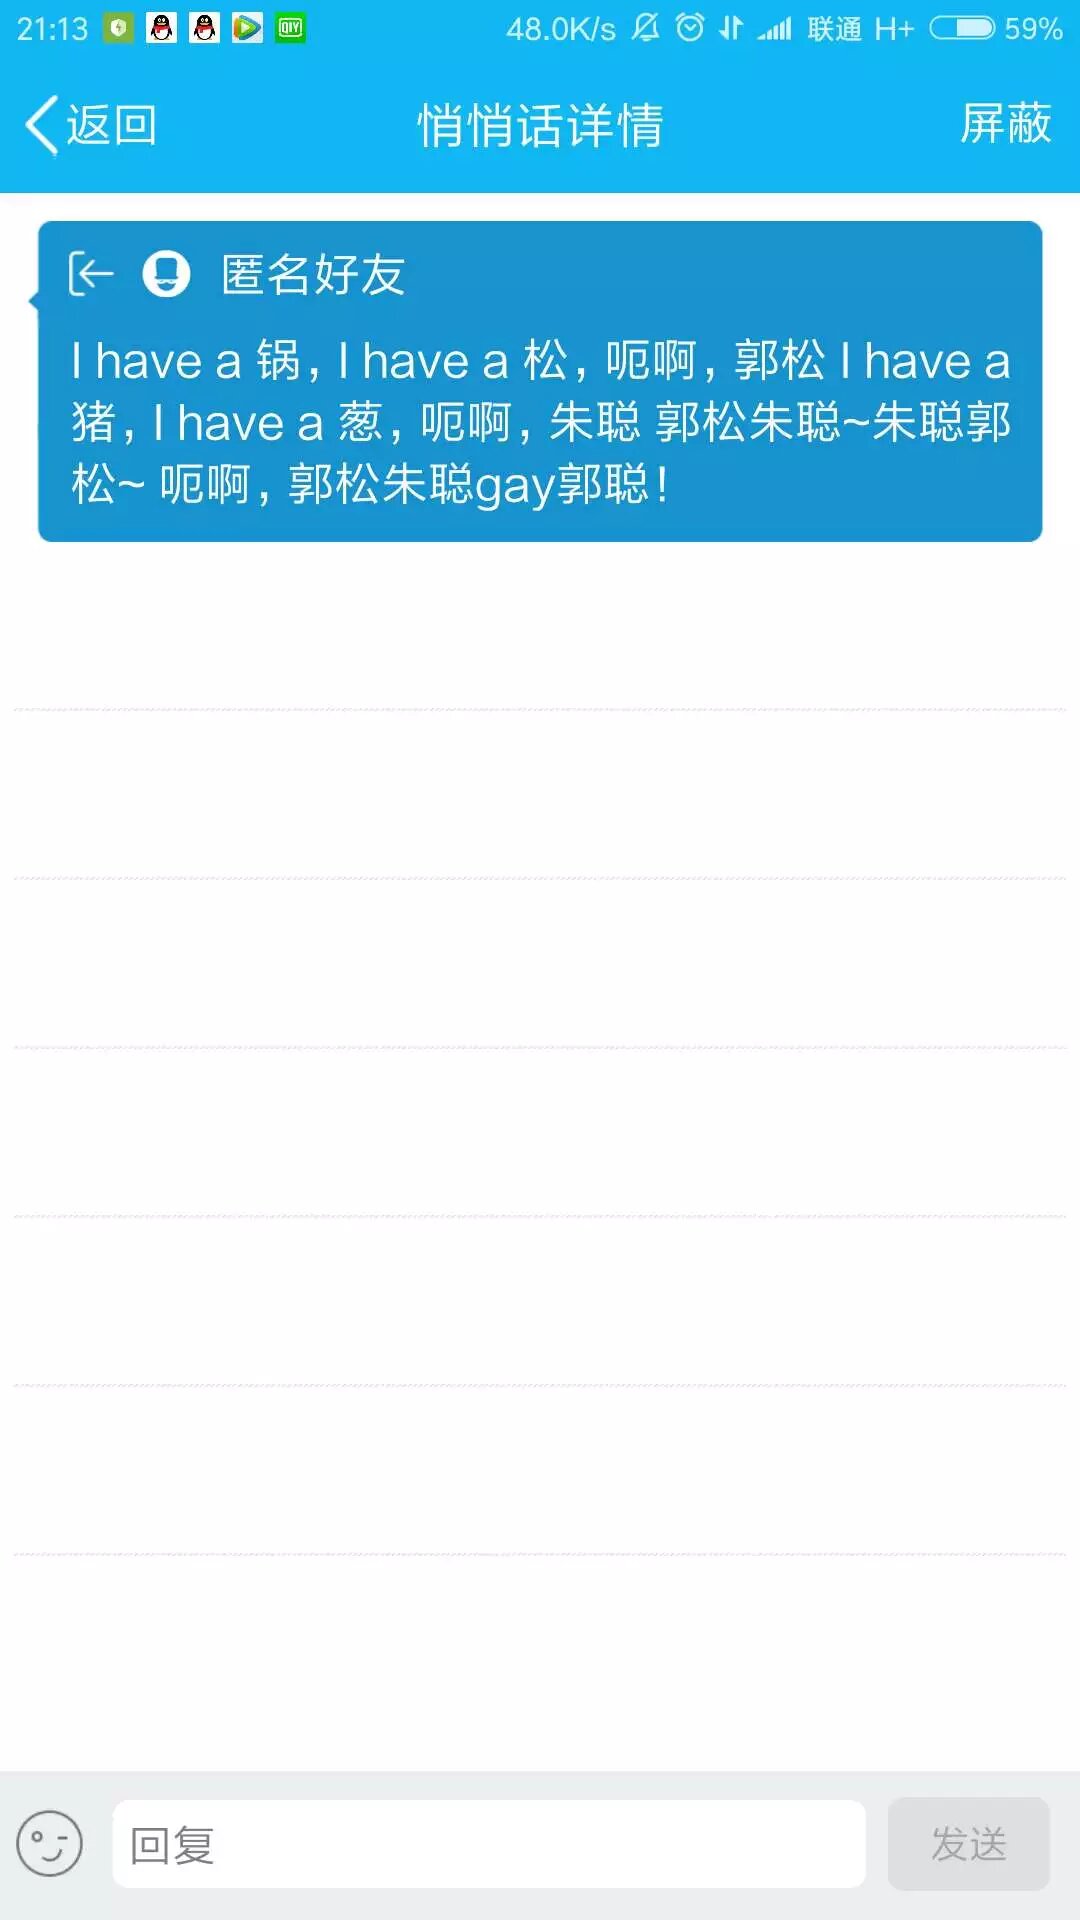 21:13 QIY 48.0K/s 联通 H+ 59%
返回 悄悄话详情 屏蔽
匿名好友
I have a 锅, I have a 松, 呃啊, 郭松 I have a
猪, I have a 葱, 呃啊, 朱聪 郭松朱聪~朱聪郭
松~ 呃啊, 郭松朱聪gay郭聪!
回复 发送